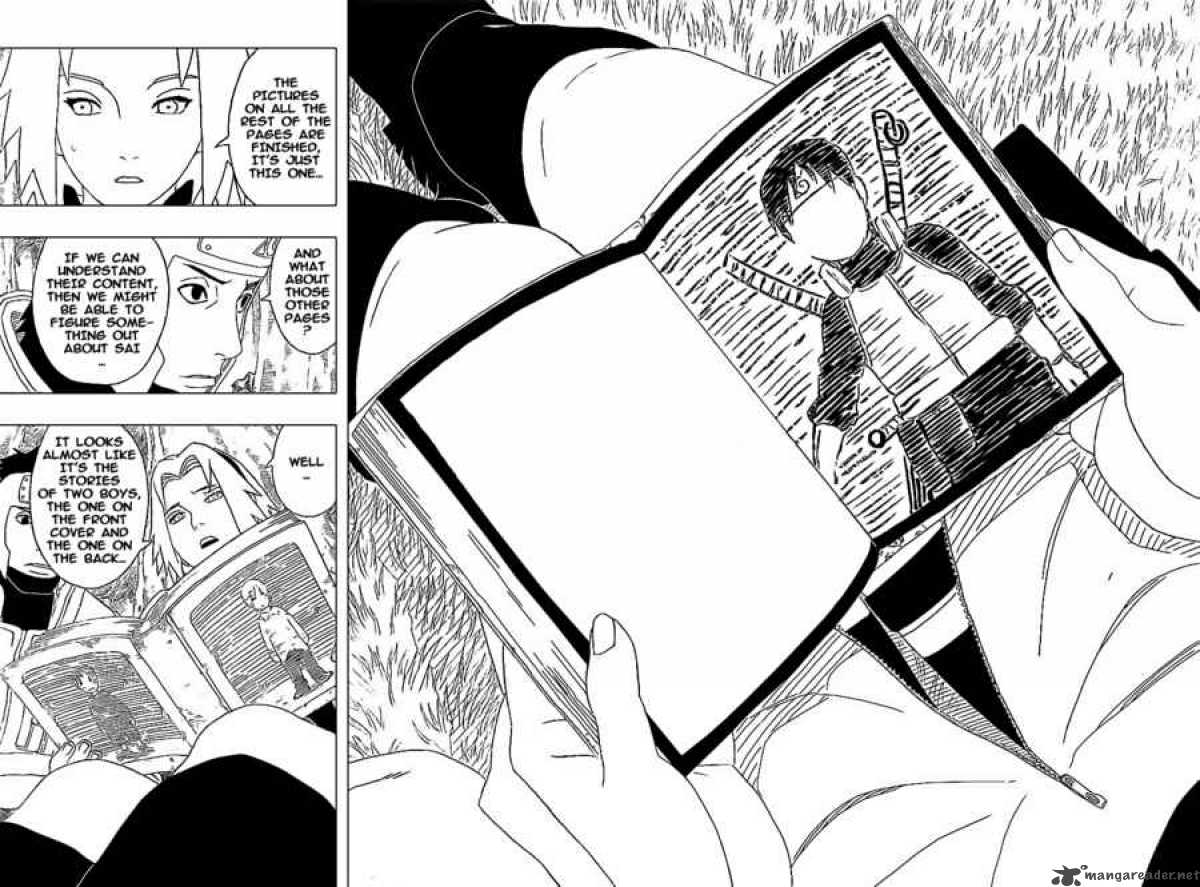 THE
PICTURES
ON ALL THE
REST OF THE
PAGES ARE
FINISHED,
IT'S JUST
THIS ONE...
AND
WHAT
ABOUT
THOSE
OTHER
PAGES
?
IF WE CAN
UNDERSTAND
THEIR CONTENT,
THEN WE MIGHT
BE ABLE TO
FIGURE SOME-
THING OUT
ABOUT SAI
...
WELL
...
IT LOOKS
ALMOST LIKE
IT'S THE
STORIES
OF TWO BOYS,
THE ONE ON
THE FRONT
COVER AND
THE ONE ON
THE BACK...
mangareader.net